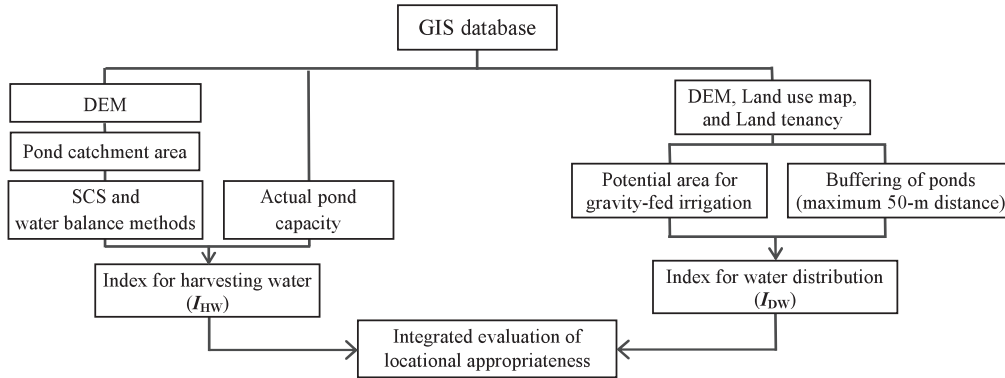 GIS database
DEM
DEM, Land use map,
and Land tenancy
Pond catchment area
SCS and
water balance methods
Actual pond
capacity
Potential area for
gravity-fed irrigation
Buffering of ponds
(maximum 50-m distance)
Index for harvesting water
(I_HW)
Index for water distribution
(I_DW)
Integrated evaluation of
locational appropriateness